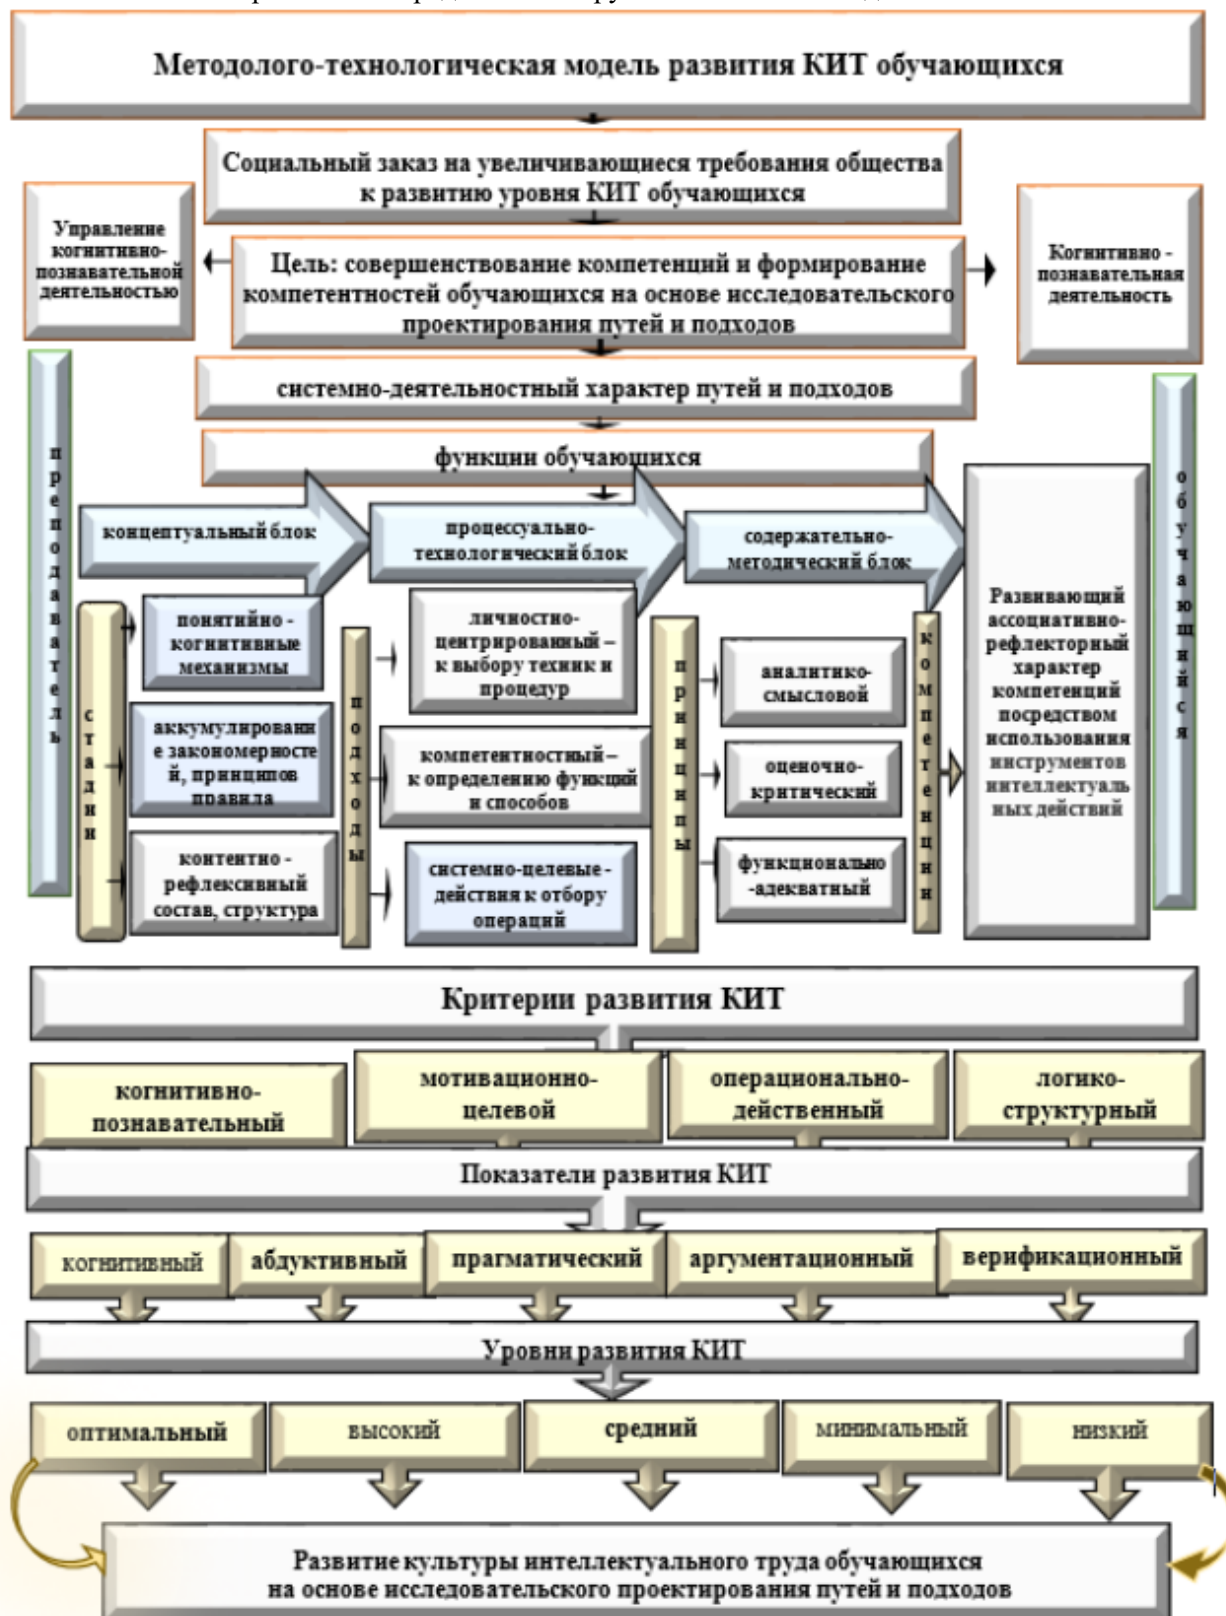 Методолого-технологическая модель развития КИТ обучающихся
Социальный заказ на увеличивающиеся требования общества
к развитию уровня КИТ обучающихся
Управление
когнитивно-
познавательной
деятельностью
Цель: совершенствование компетенций и формирование
компетентностей обучающихся на основе исследовательского
проектирования путей и подходов
Когнитивно -
познавательная
деятельность
системно-деятельностный характер путей и подходов
функции обучающихся
преподаватель
концептуальный блок
процессуально-
технологический блок
содержательно-
методический блок
обучающийся
стадии
понятийно -
когнитивные
механизмы
аккумулировани
е закономерносте
й, принципов
правила
контентно -
рефлексивный
состав, структура
подходы
личностно-
центрированный –
к выбору техник и
процедур
компетентностный –
к определению функций
и способов
системно-целевые -
действия к отбору
операций
принципы
аналитико-
смысловой
оценочно-
критический
функционально
-адекватный
компетенции
Развивающий
ассоциативно-
рефлекторный
характер
компетенций
посредством
использования
инструментов
интеллектуаль
ных действий
Критерии развития КИТ
когнитивно-
познавательный
мотивационно-
целевой
операционально-
действенный
логико-
структурный
Показатели развития КИТ
когнитивный
абдуктивный
прагматический
аргументационный
верификационный
Уровни развития КИТ
оптимальный
высокий
средний
минимальный
низкий
Развитие культуры интеллектуального труда обучающихся
на основе исследовательского проектирования путей и подходов